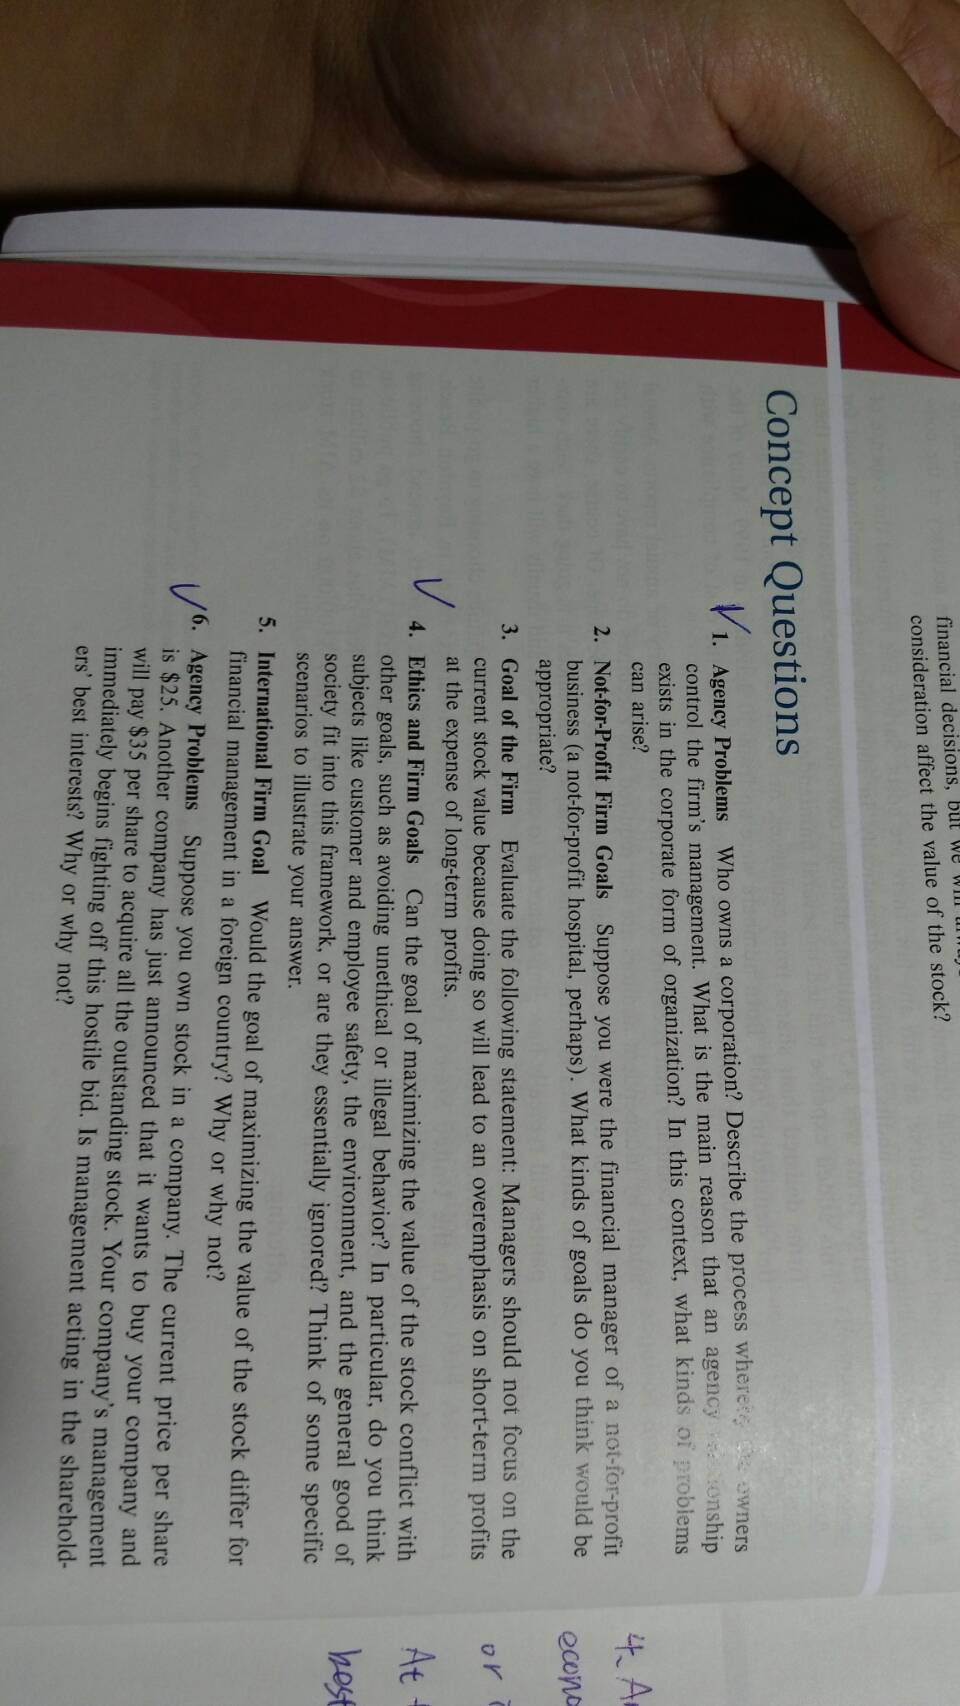 financial decisions, but we will
consideration affect the value of the stock?
Concept Questions
1. Agency Problems Who owns a corporation? Describe the process whereby the owners
control the firm's management. What is the main reason that an agency relationship
exists in the corporate form of organization? In this context, what kinds of problems
can arise?
2. Not-for-Profit Firm Goals Suppose you were the financial manager of a not-for-profit
business (a not-for-profit hospital, perhaps). What kinds of goals do you think would be
appropriate?
3. Goal of the Firm Evaluate the following statement: Managers should not focus on the
current stock value because doing so will lead to an overemphasis on short-term profits
at the expense of long-term profits.
4. Ethics and Firm Goals Can the goal of maximizing the value of the stock conflict with
other goals, such as avoiding unethical or illegal behavior? In particular, do you think
subjects like customer and employee safety, the environment, and the general good of
society fit into this framework, or are they essentially ignored? Think of some specific
scenarios to illustrate your answer.
5. International Firm Goal Would the goal of maximizing the value of the stock differ for
financial management in a foreign country? Why or why not?
6. Agency Problems Suppose you own stock in a company. The current price per share
is $25. Another company has just announced that it wants to buy your company and
will pay $35 per share to acquire all the outstanding stock. Your company's management
immediately begins fighting off this hostile bid. Is management acting in the sharehold-
ers' best interests? Why or why not?
4. A
econo
or
At
best